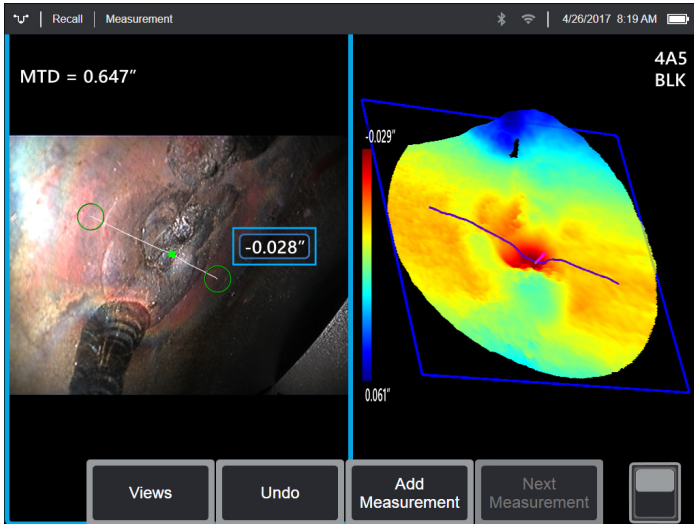 Recall Measurement 4/26/2017 8:19 AM
MTD = 0.647″
4A5
BLK
-0.029″
-0.028″
0.061″
Views
Undo
Add
Measurement
Next
Measurement